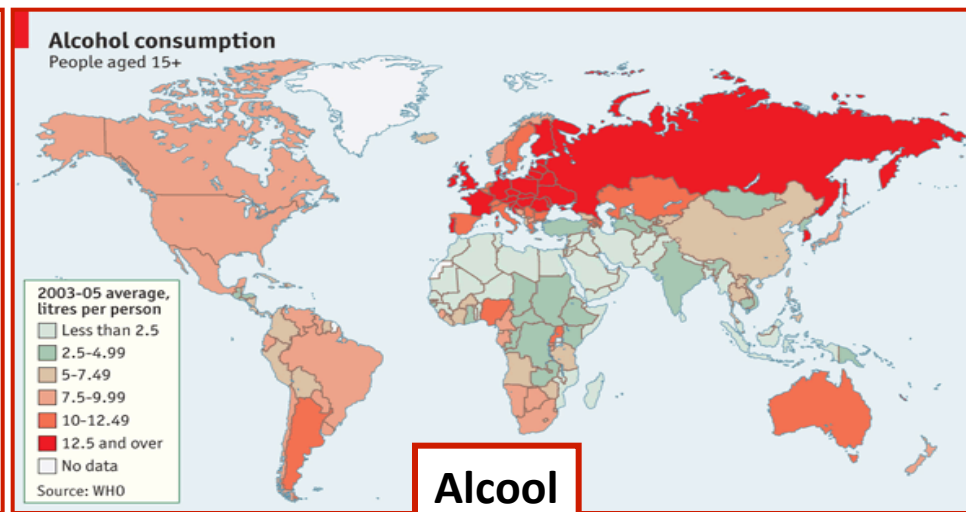 Alcohol consumption
People aged 15+
2003-05 average,
litres per person
Less than 2.5
2.5-4.99
5-7.49
7.5-9.99
10-12.49
12.5 and over
No data
Source: WHO
Alcool